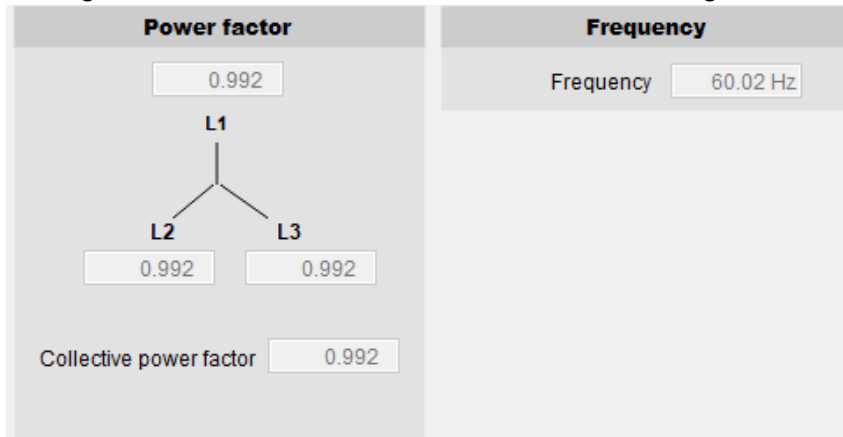 Power factor
0.992
L1
L2 L3
0.992 0.992
Collective power factor 0.992
Frequency
Frequency 60.02 Hz